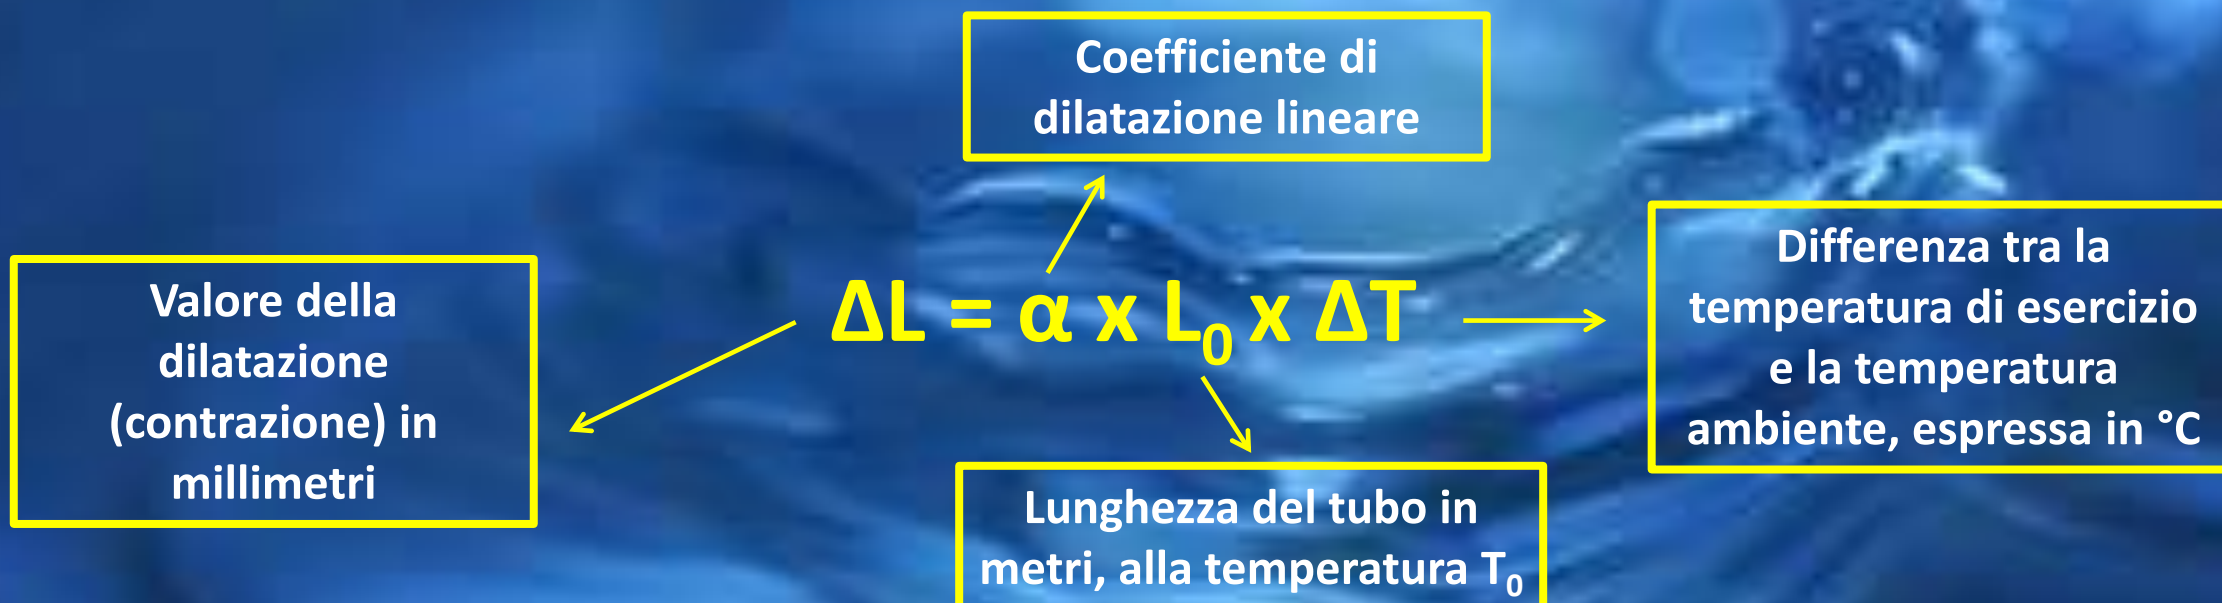 Coefficiente di
dilatazione lineare
Valore della
dilatazione
(contrazione) in
millimetri
ΔL = α x L₀ x ΔT
Differenza tra la
temperatura di esercizio
e la temperatura
ambiente, espressa in °C
Lunghezza del tubo in
metri, alla temperatura T₀